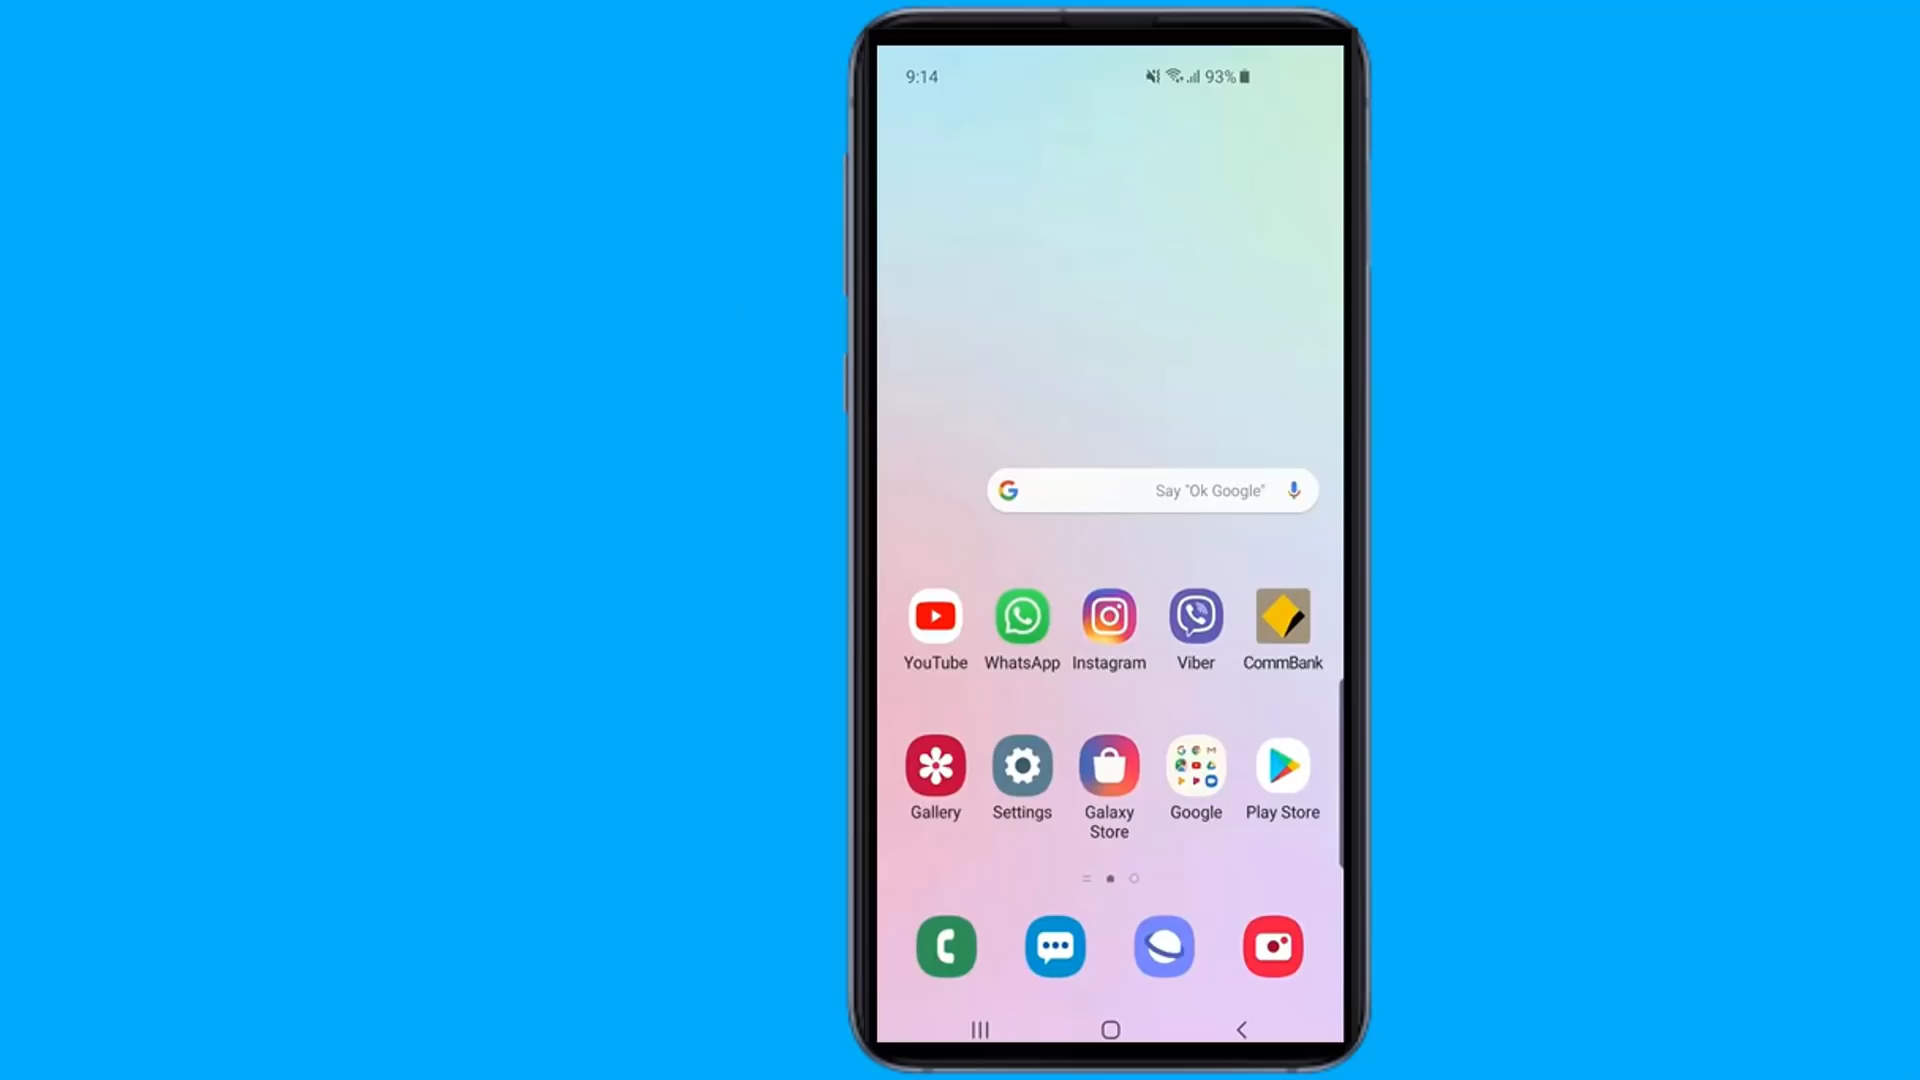 9:14 93%
Say "Ok Google"
YouTube WhatsApp Instagram Viber CommBank
Gallery Settings Galaxy Store Google Play Store